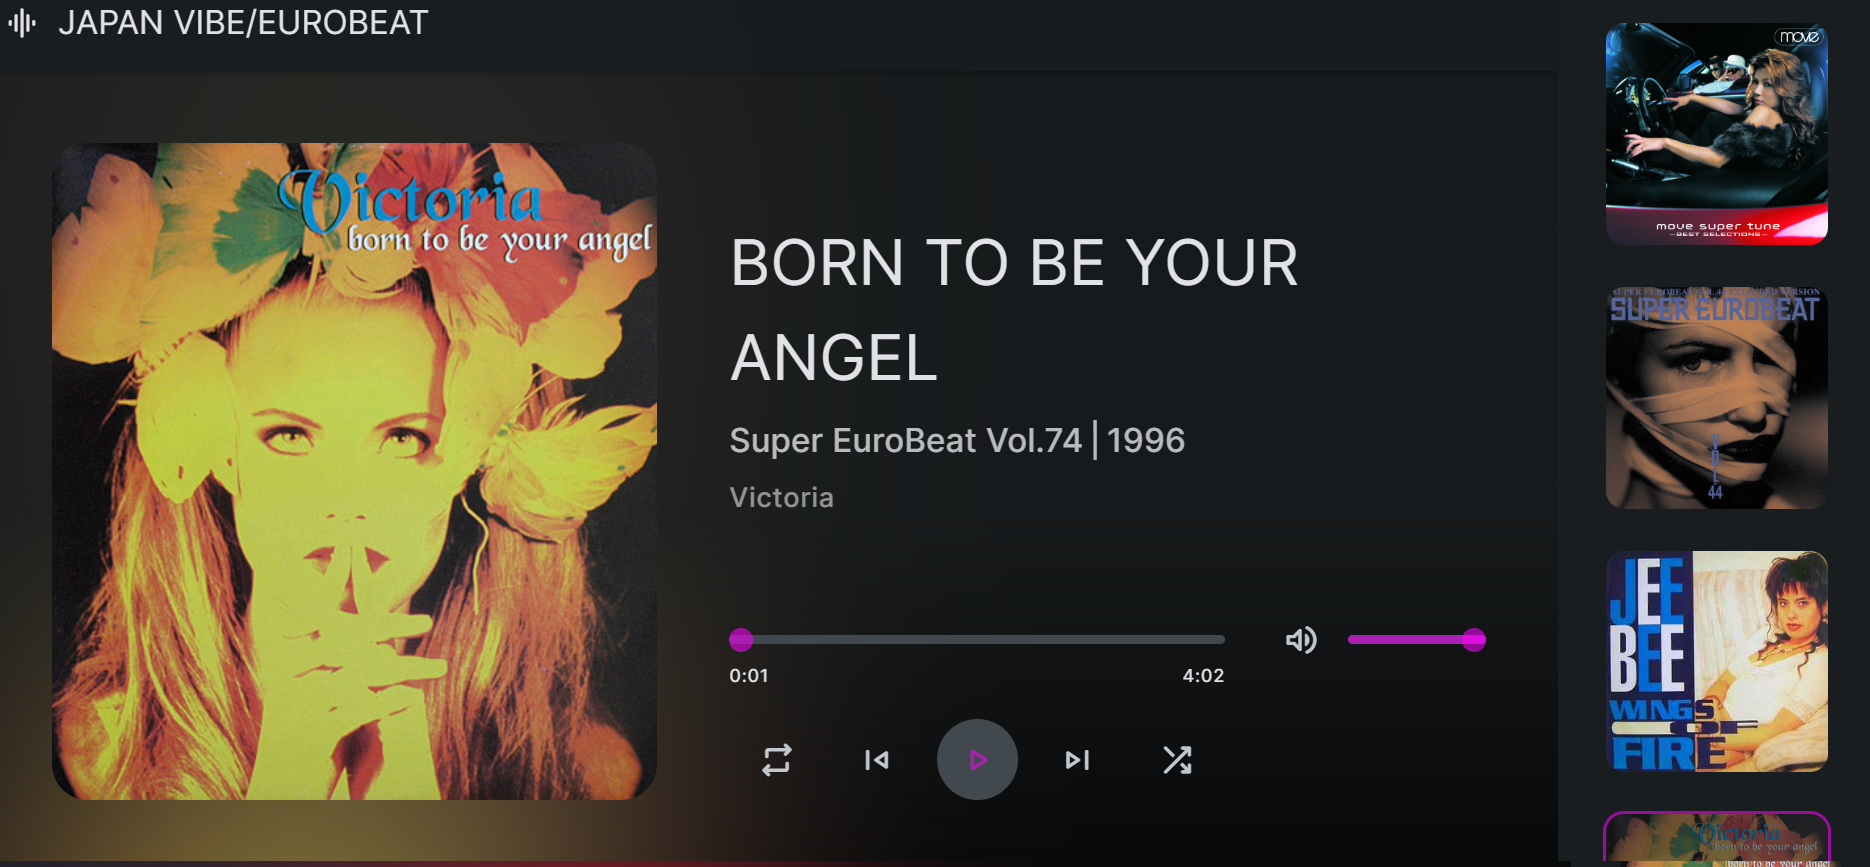 JAPAN VIBE/EUROBEAT
Victoria
born to be your angel
BORN TO BE YOUR
ANGEL
Super EuroBeat Vol.74 | 1996
Victoria
0:01
4:02
move
move super tune
-BEST SELECTIONS-
SUPER EUROBEAT VOL.44 EXTENDED VERSION
SUPER EUROBEAT
VOL.
44
JEE
BEE
WINGS
OF
FIRE
Victoria
born to be your angel
born to be your angel